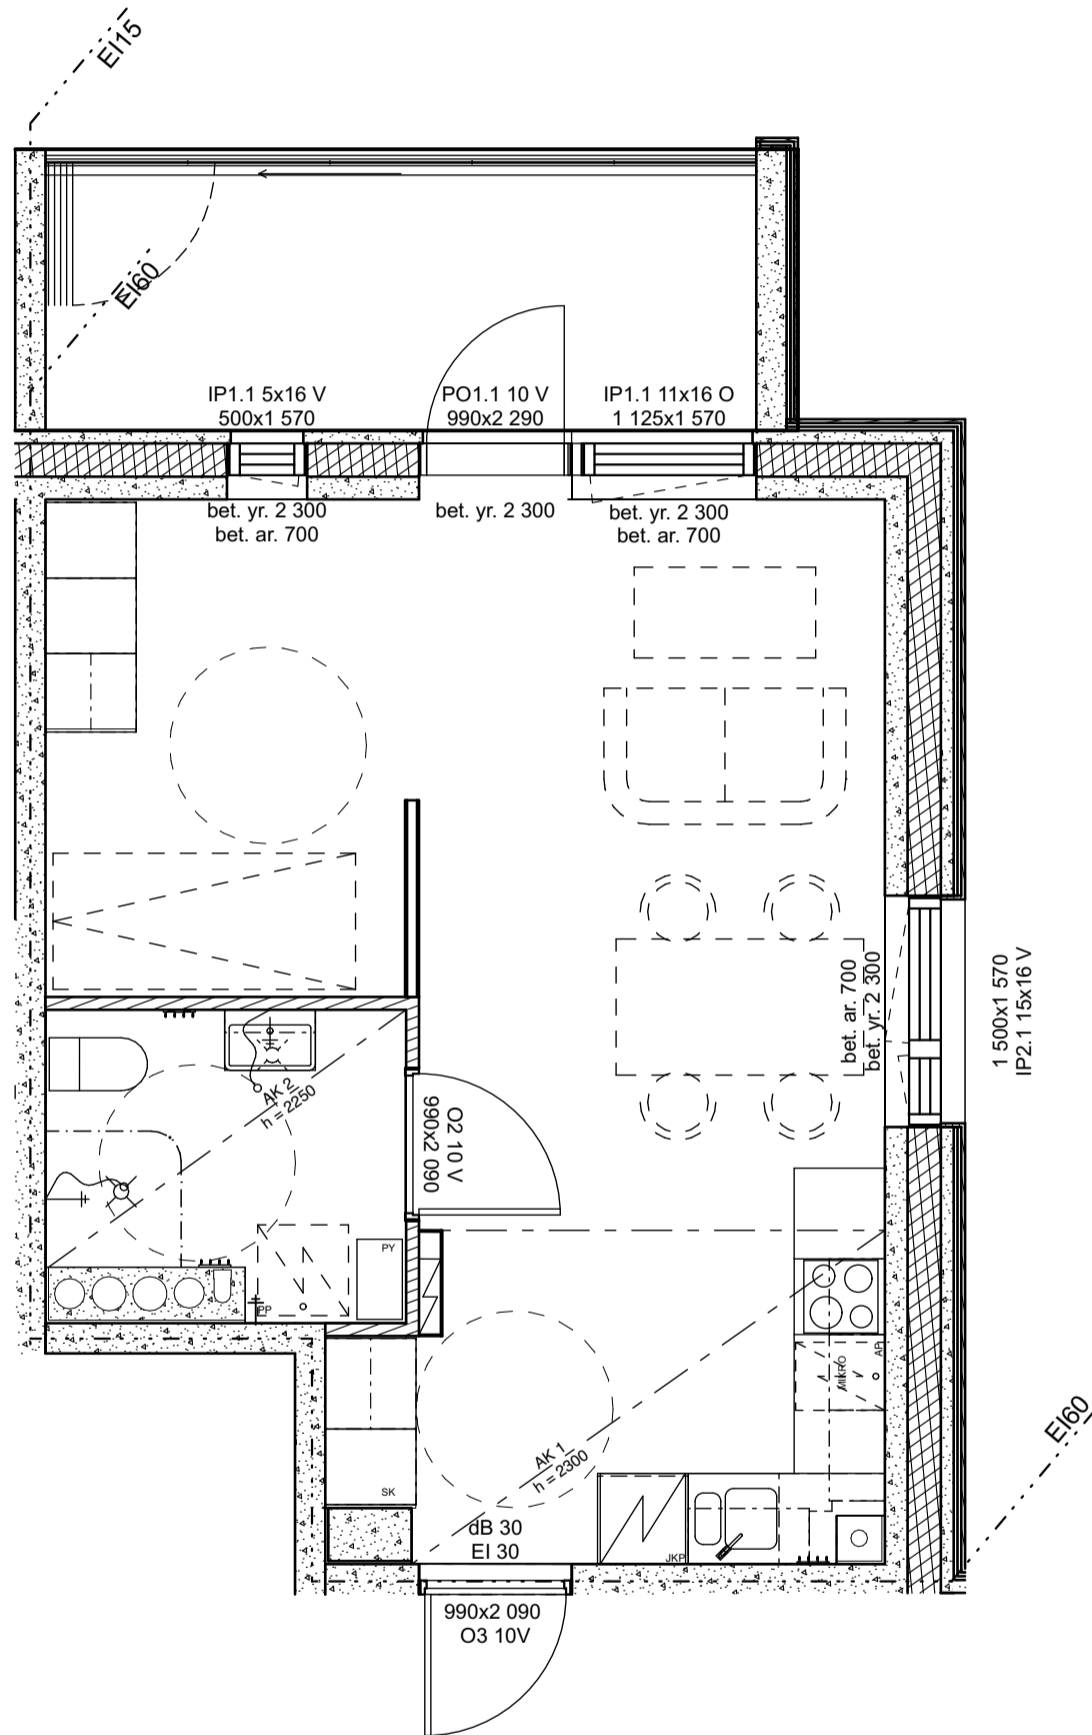 EI15
EI60
IP1.1 5x16 V
500x1 570
PO1.1 10 V
990x2 290
IP1.1 11x16 O
1 125x1 570
bet. yr. 2 300
bet. ar. 700
bet. yr. 2 300
bet. yr. 2 300
bet. ar. 700
bet. ar. 700
bet. yr. 2 300
1 500x1 570
IP2.1 15x16 V
AK 2
h = 2250
O2 10 V
990x2 090
PY
PP
MIKRO
AP
EI60
AK 1
h = 2300
SK
dB 30
EI 30
JKP
990x2 090
O3 10V